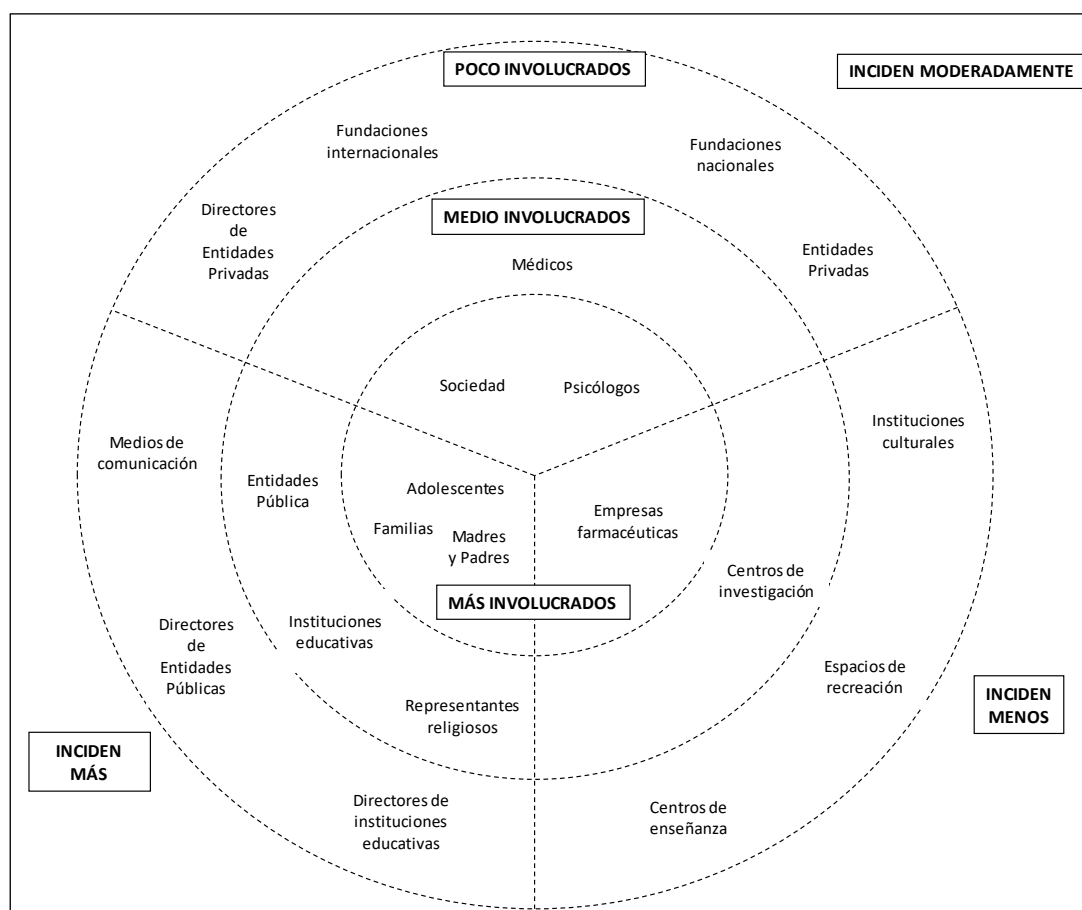 POCO INVOLUCRADOS
INCIDEN MODERADAMENTE
Fundaciones
internacionales
Fundaciones
nacionales
Directores
de
Entidades
Privadas
MEDIO INVOLUCRADOS
Médicos
Entidades
Privadas
Sociedad
Psicólogos
Instituciones
culturales
Medios de
comunicación
Entidades
Pública
Adolescentes
Familias
Madres
y Padres
Empresas
farmacéuticas
Centros de
investigación
MÁS INVOLUCRADOS
Instituciones
educativas
Directores
de
Entidades
Públicas
Espacios de
recreación
INCIDEN
MENOS
Representantes
religiosos
INCIDEN
MÁS
Directores de
instituciones
educativas
Centros de
enseñanza